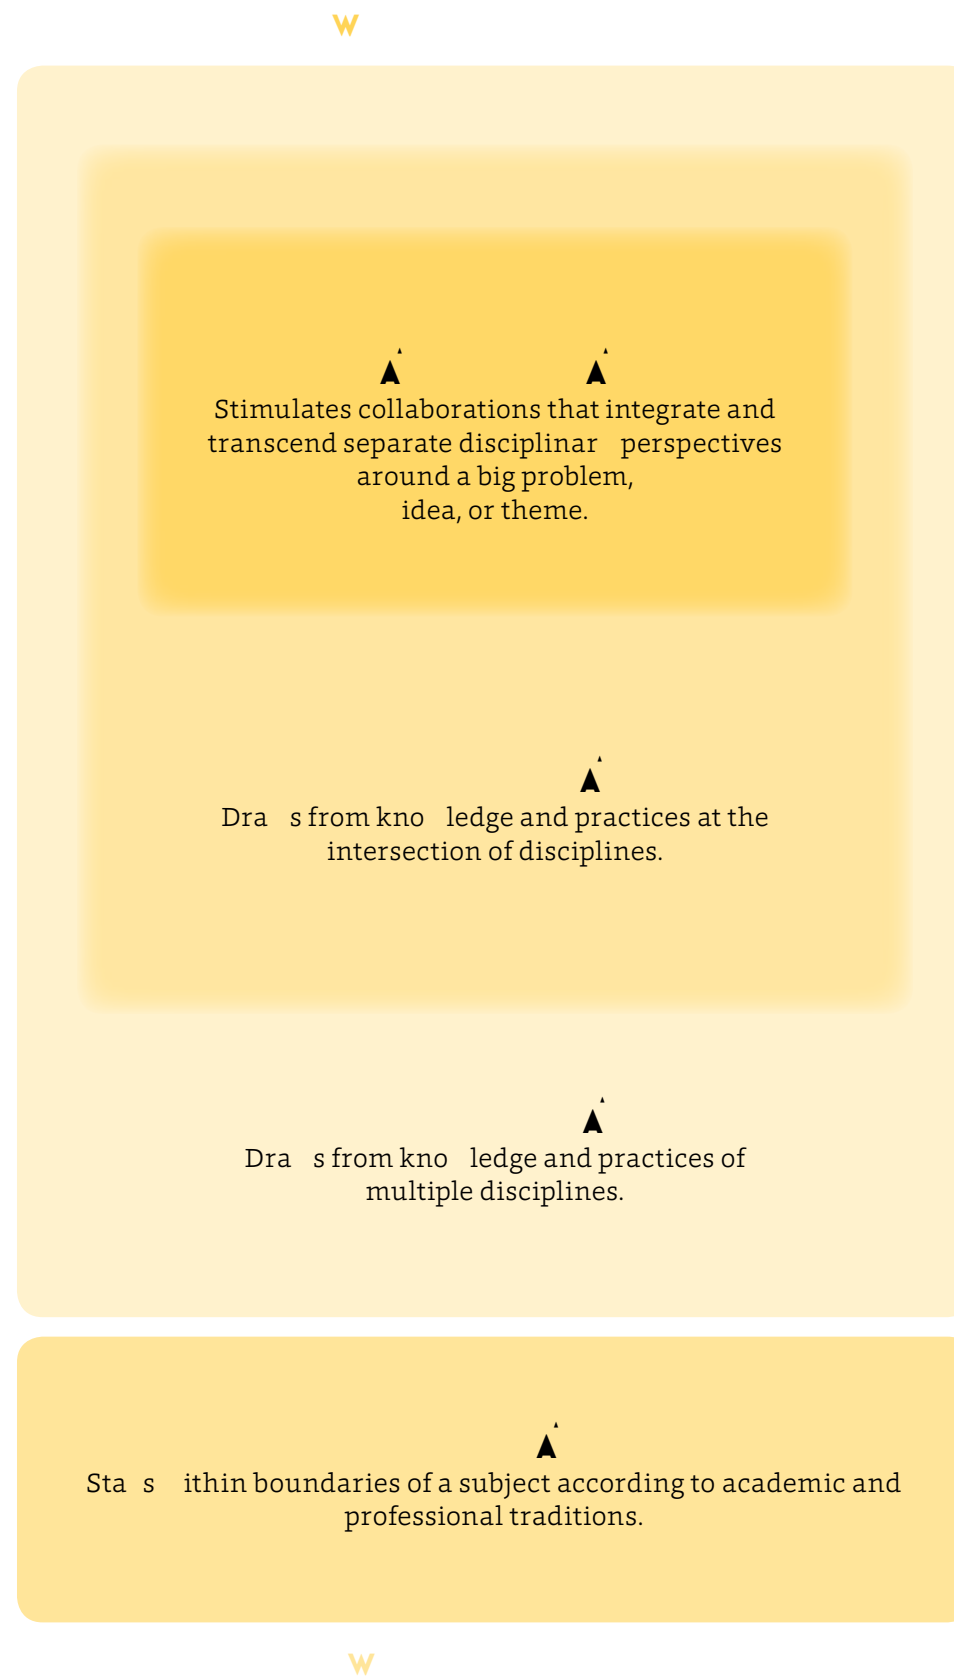 W
A A
Stimulates collaborations that integrate and
transcend separate disciplinar perspectives
around a big problem,
idea, or theme.
A
Dra s from kno ledge and practices at the
intersection of disciplines.
A
Dra s from kno ledge and practices of
multiple disciplines.
A
Sta s ithin boundaries of a subject according to academic and
professional traditions.
W